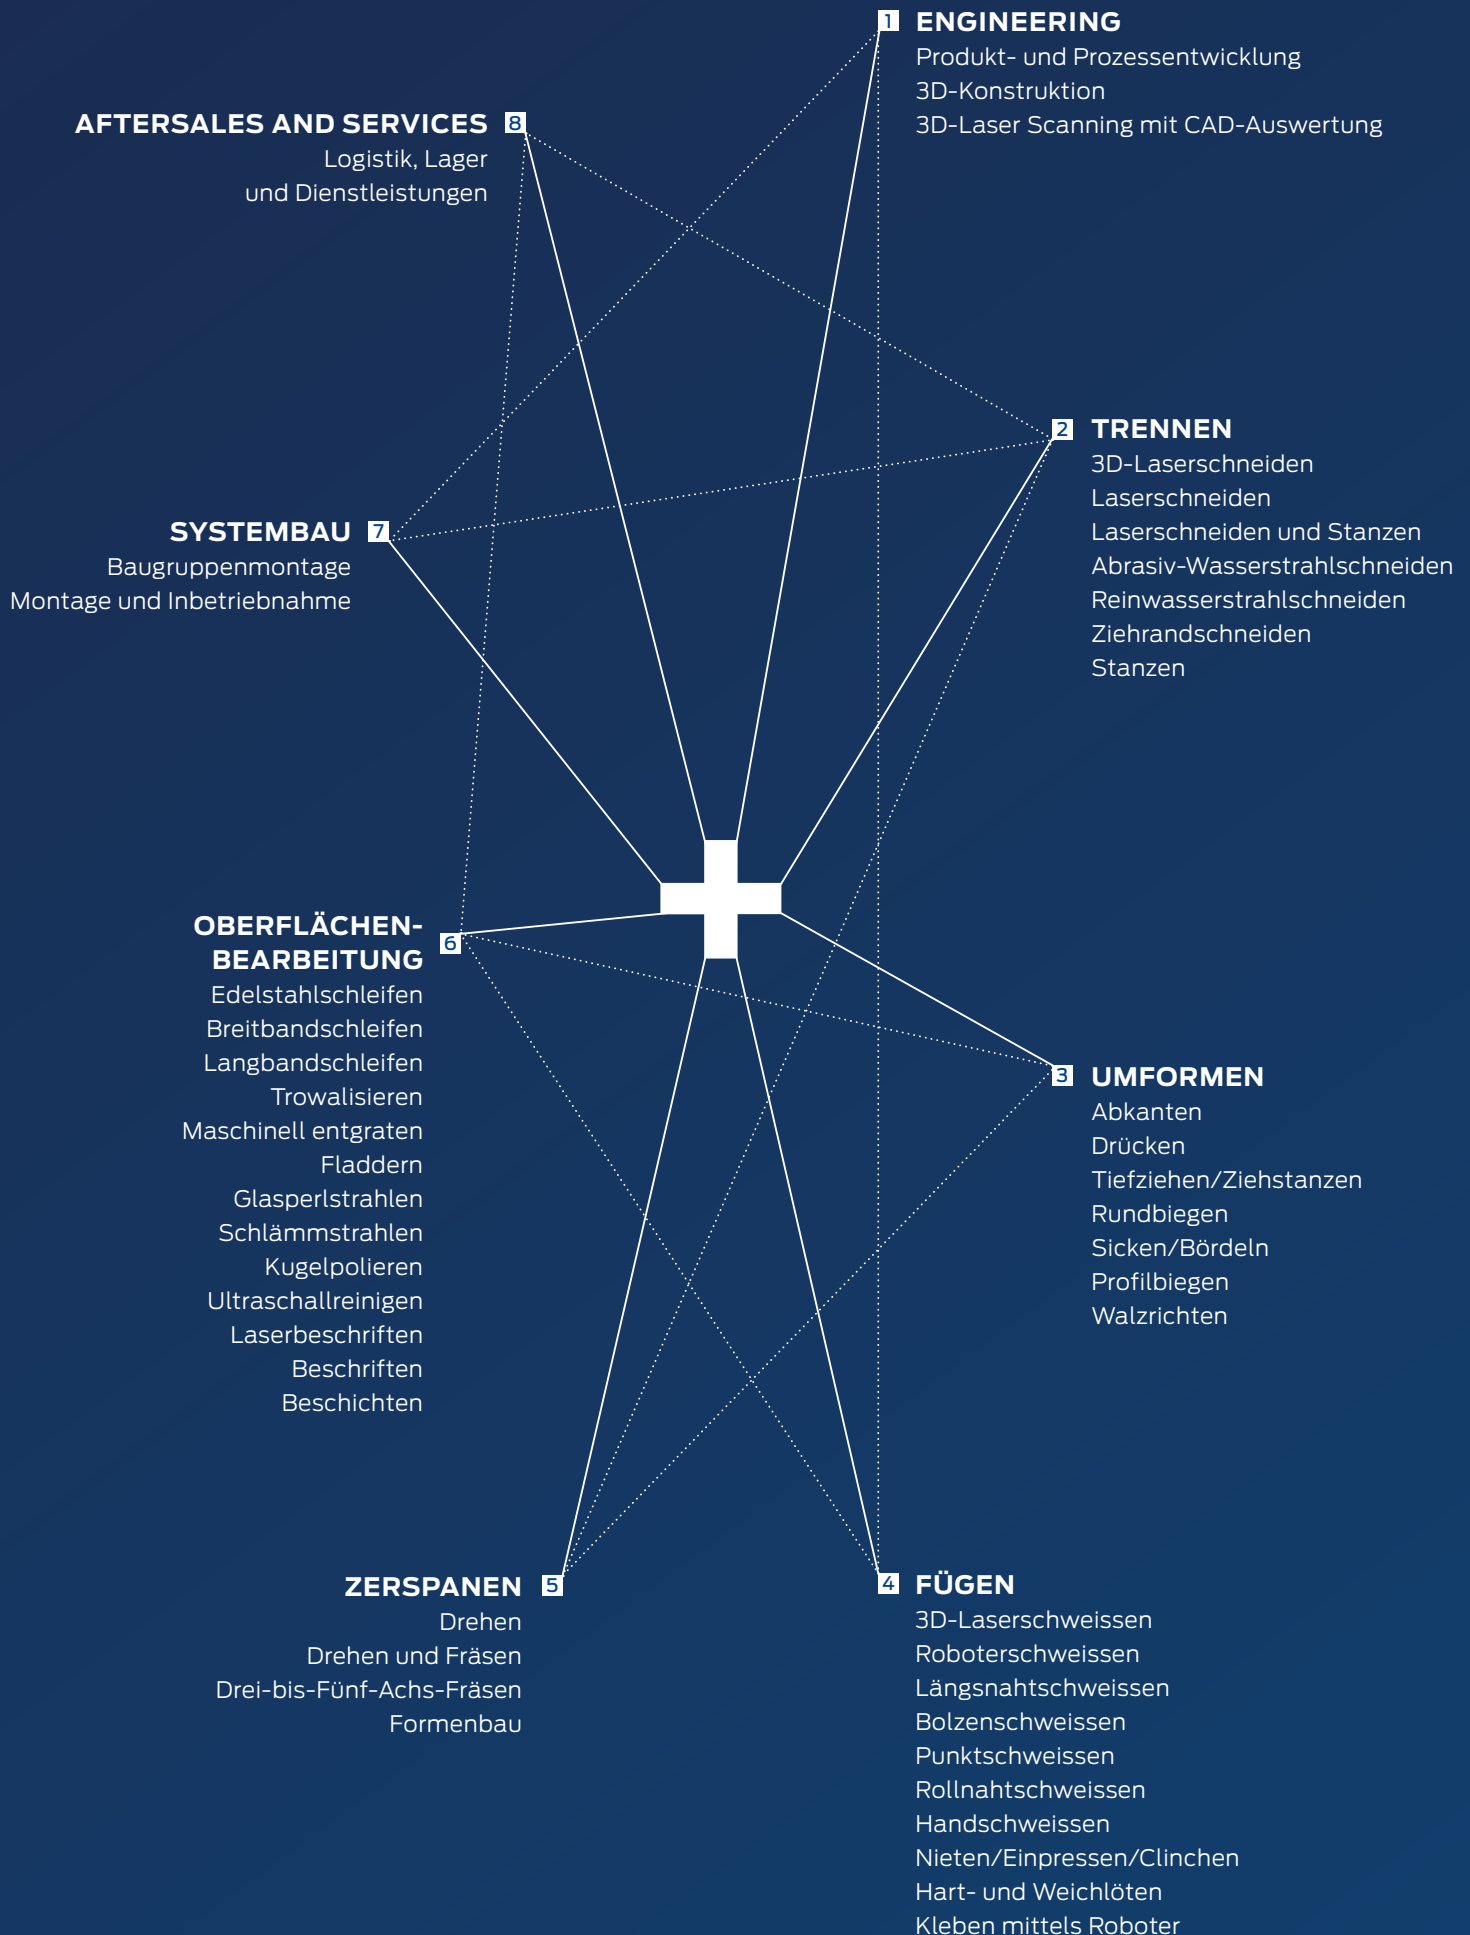 1 ENGINEERING
Produkt- und Prozessentwicklung
3D-Konstruktion
3D-Laser Scanning mit CAD-Auswertung
2 TRENNEN
3D-Laserschneiden
Laserschneiden
Laserschneiden und Stanzen
Abrasiv-Wasserstrahlschneiden
Reinwasserstrahlschneiden
Ziehrandschneiden
Stanzen
3 UMFORMEN
Abkanten
Drücken
Tiefziehen/Ziehstanzen
Rundbiegen
Sicken/Bördeln
Profilbiegen
Walzrichten
4 FÜGEN
3D-Laserschweissen
Roboterschweissen
Längsnahtschweissen
Bolzenschweissen
Punktschweissen
Rollnahtschweissen
Handschweissen
Nieten/Einpressen/Clinchen
Hart- und Weichlöten
Kleben mittels Roboter
ZERSPANEN 5
Drehen
Drehen und Fräsen
Drei-bis-Fünf-Achs-Fräsen
Formenbau
OBERFLÄCHEN-
BEARBEITUNG 6
Edelstahlschleifen
Breitbandschleifen
Langbandschleifen
Trowalisieren
Maschinell entgraten
Fladdern
Glasperlstrahlen
Schlämmstrahlen
Kugelpolieren
Ultraschallreinigen
Laserbeschriften
Beschriften
Beschichten
SYSTEMBAU 7
Baugruppenmontage
Montage und Inbetriebnahme
AFTERSALES AND SERVICES 8
Logistik, Lager
und Dienstleistungen